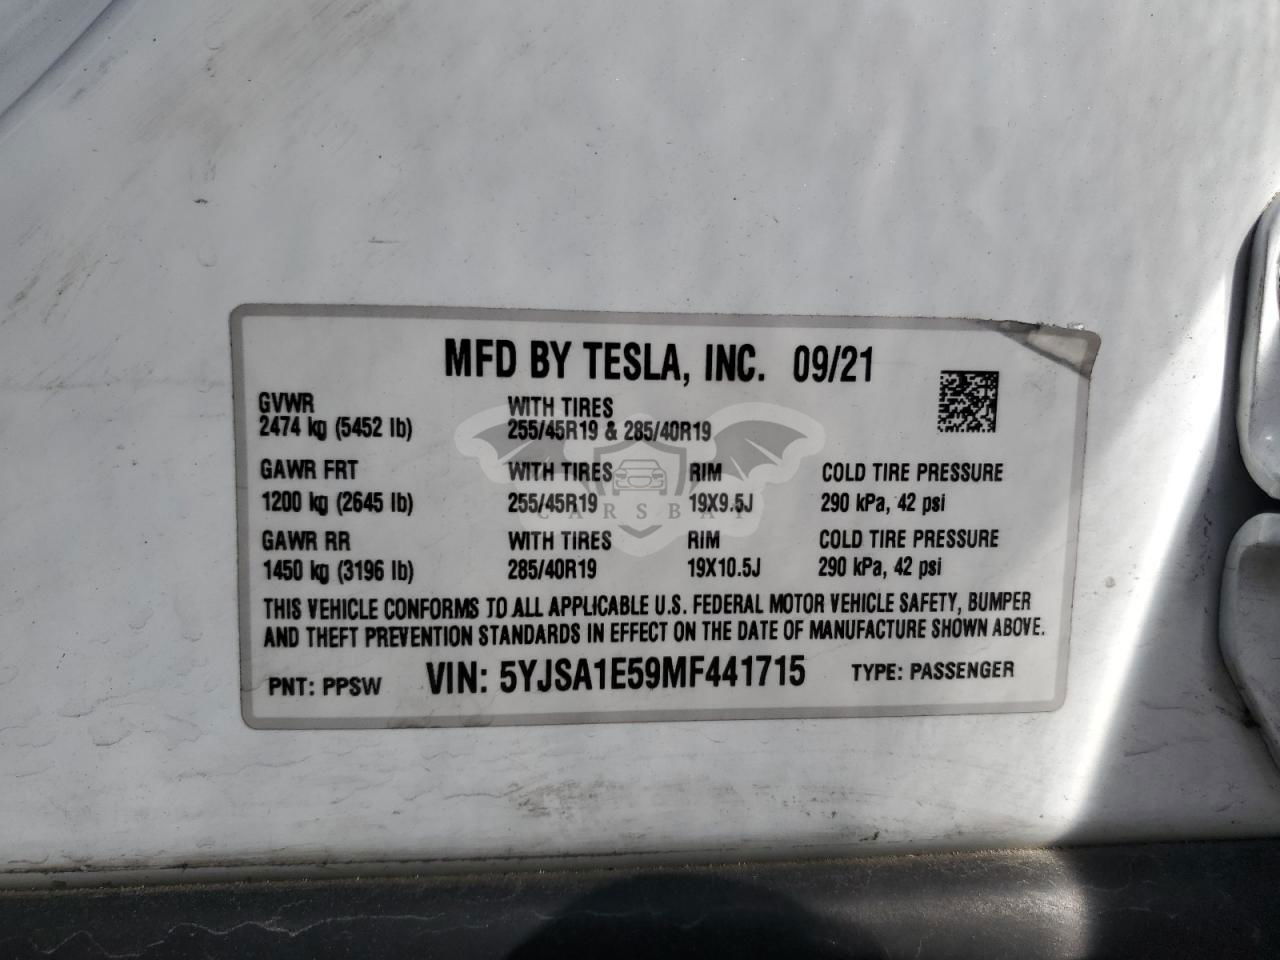 MFD BY TESLA, INC. 09/21
GVWR WITH TIRES
2474 kg (5452 lb) 255/45R19 & 285/40R19
GAWR FRT WITH TIRES RIM COLD TIRE PRESSURE
1200 kg (2645 lb) 255/45R19 19X9.5J 290 kPa, 42 psi
CARSBAT
GAWR RR WITH TIRES RIM COLD TIRE PRESSURE
1450 kg (3196 lb) 285/40R19 19X10.5J 290 kPa, 42 psi
THIS VEHICLE CONFORMS TO ALL APPLICABLE U.S. FEDERAL MOTOR VEHICLE SAFETY, BUMPER
AND THEFT PREVENTION STANDARDS IN EFFECT ON THE DATE OF MANUFACTURE SHOWN ABOVE.
PNT: PPSW VIN: 5YJSA1E59MF441715 TYPE: PASSENGER